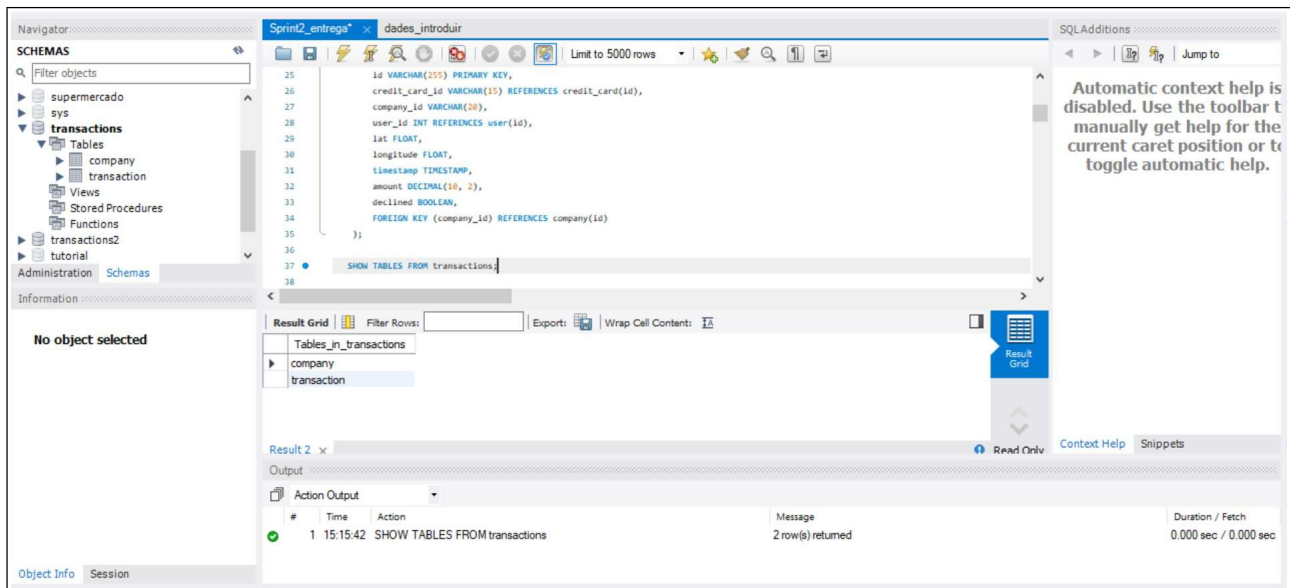 Navigator
SCHEMAS
Filter objects
supermercado
sys
transactions
Tables
company
transaction
Views
Stored Procedures
Functions
transactions2
tutorial
Administration Schemas
Information
No object selected
Object Info Session
Sprint2_entrega* × dades_introduir
Limit to 5000 rows
25 id VARCHAR(255) PRIMARY KEY,
26 credit_card_id VARCHAR(15) REFERENCES credit_card(id),
27 company_id VARCHAR(20),
28 user_id INT REFERENCES user(id),
29 lat FLOAT,
30 longitude FLOAT,
31 timestamp TIMESTAMP,
32 amount DECIMAL(10, 2),
33 declined BOOLEAN,
34 FOREIGN KEY (company_id) REFERENCES company(id)
35 );
36
37 SHOW TABLES FROM transactions;
38
Result Grid Filter Rows: Export: Wrap Cell Content:
Tables_in_transactions
company
transaction
Result Grid
Result 2 × Read Only
Output
Action Output
# Time Action Message Duration / Fetch
1 15:15:42 SHOW TABLES FROM transactions 2 row(s) returned 0.000 sec / 0.000 sec
SQLAdditions
Jump to
Automatic context help is
disabled. Use the toolbar t
manually get help for the
current caret position or to
toggle automatic help.
Context Help Snippets